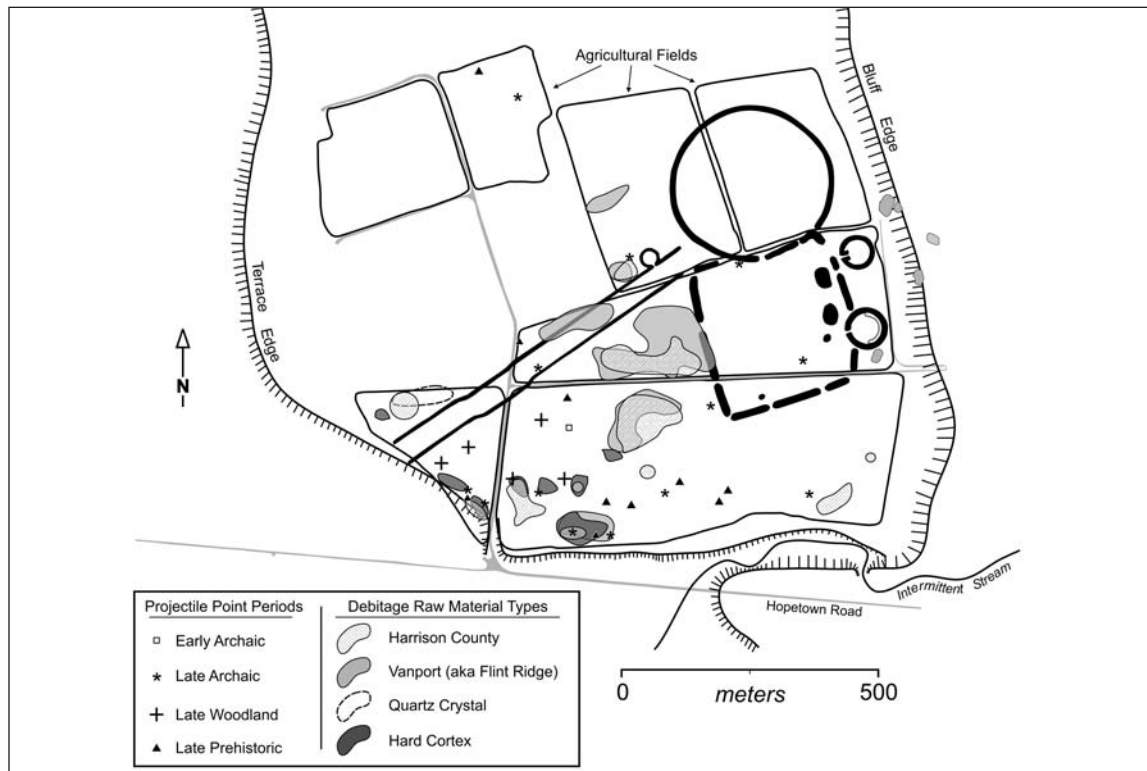 Agricultural Fields
Bluff Edge
Terrace Edge
N
Intermittent Stream
Hopetown Road
Projectile Point Periods
Early Archaic
Late Archaic
Late Woodland
Late Prehistoric
Debitage Raw Material Types
Harrison County
Vanport (aka Flint Ridge)
Quartz Crystal
Hard Cortex
0 meters 500